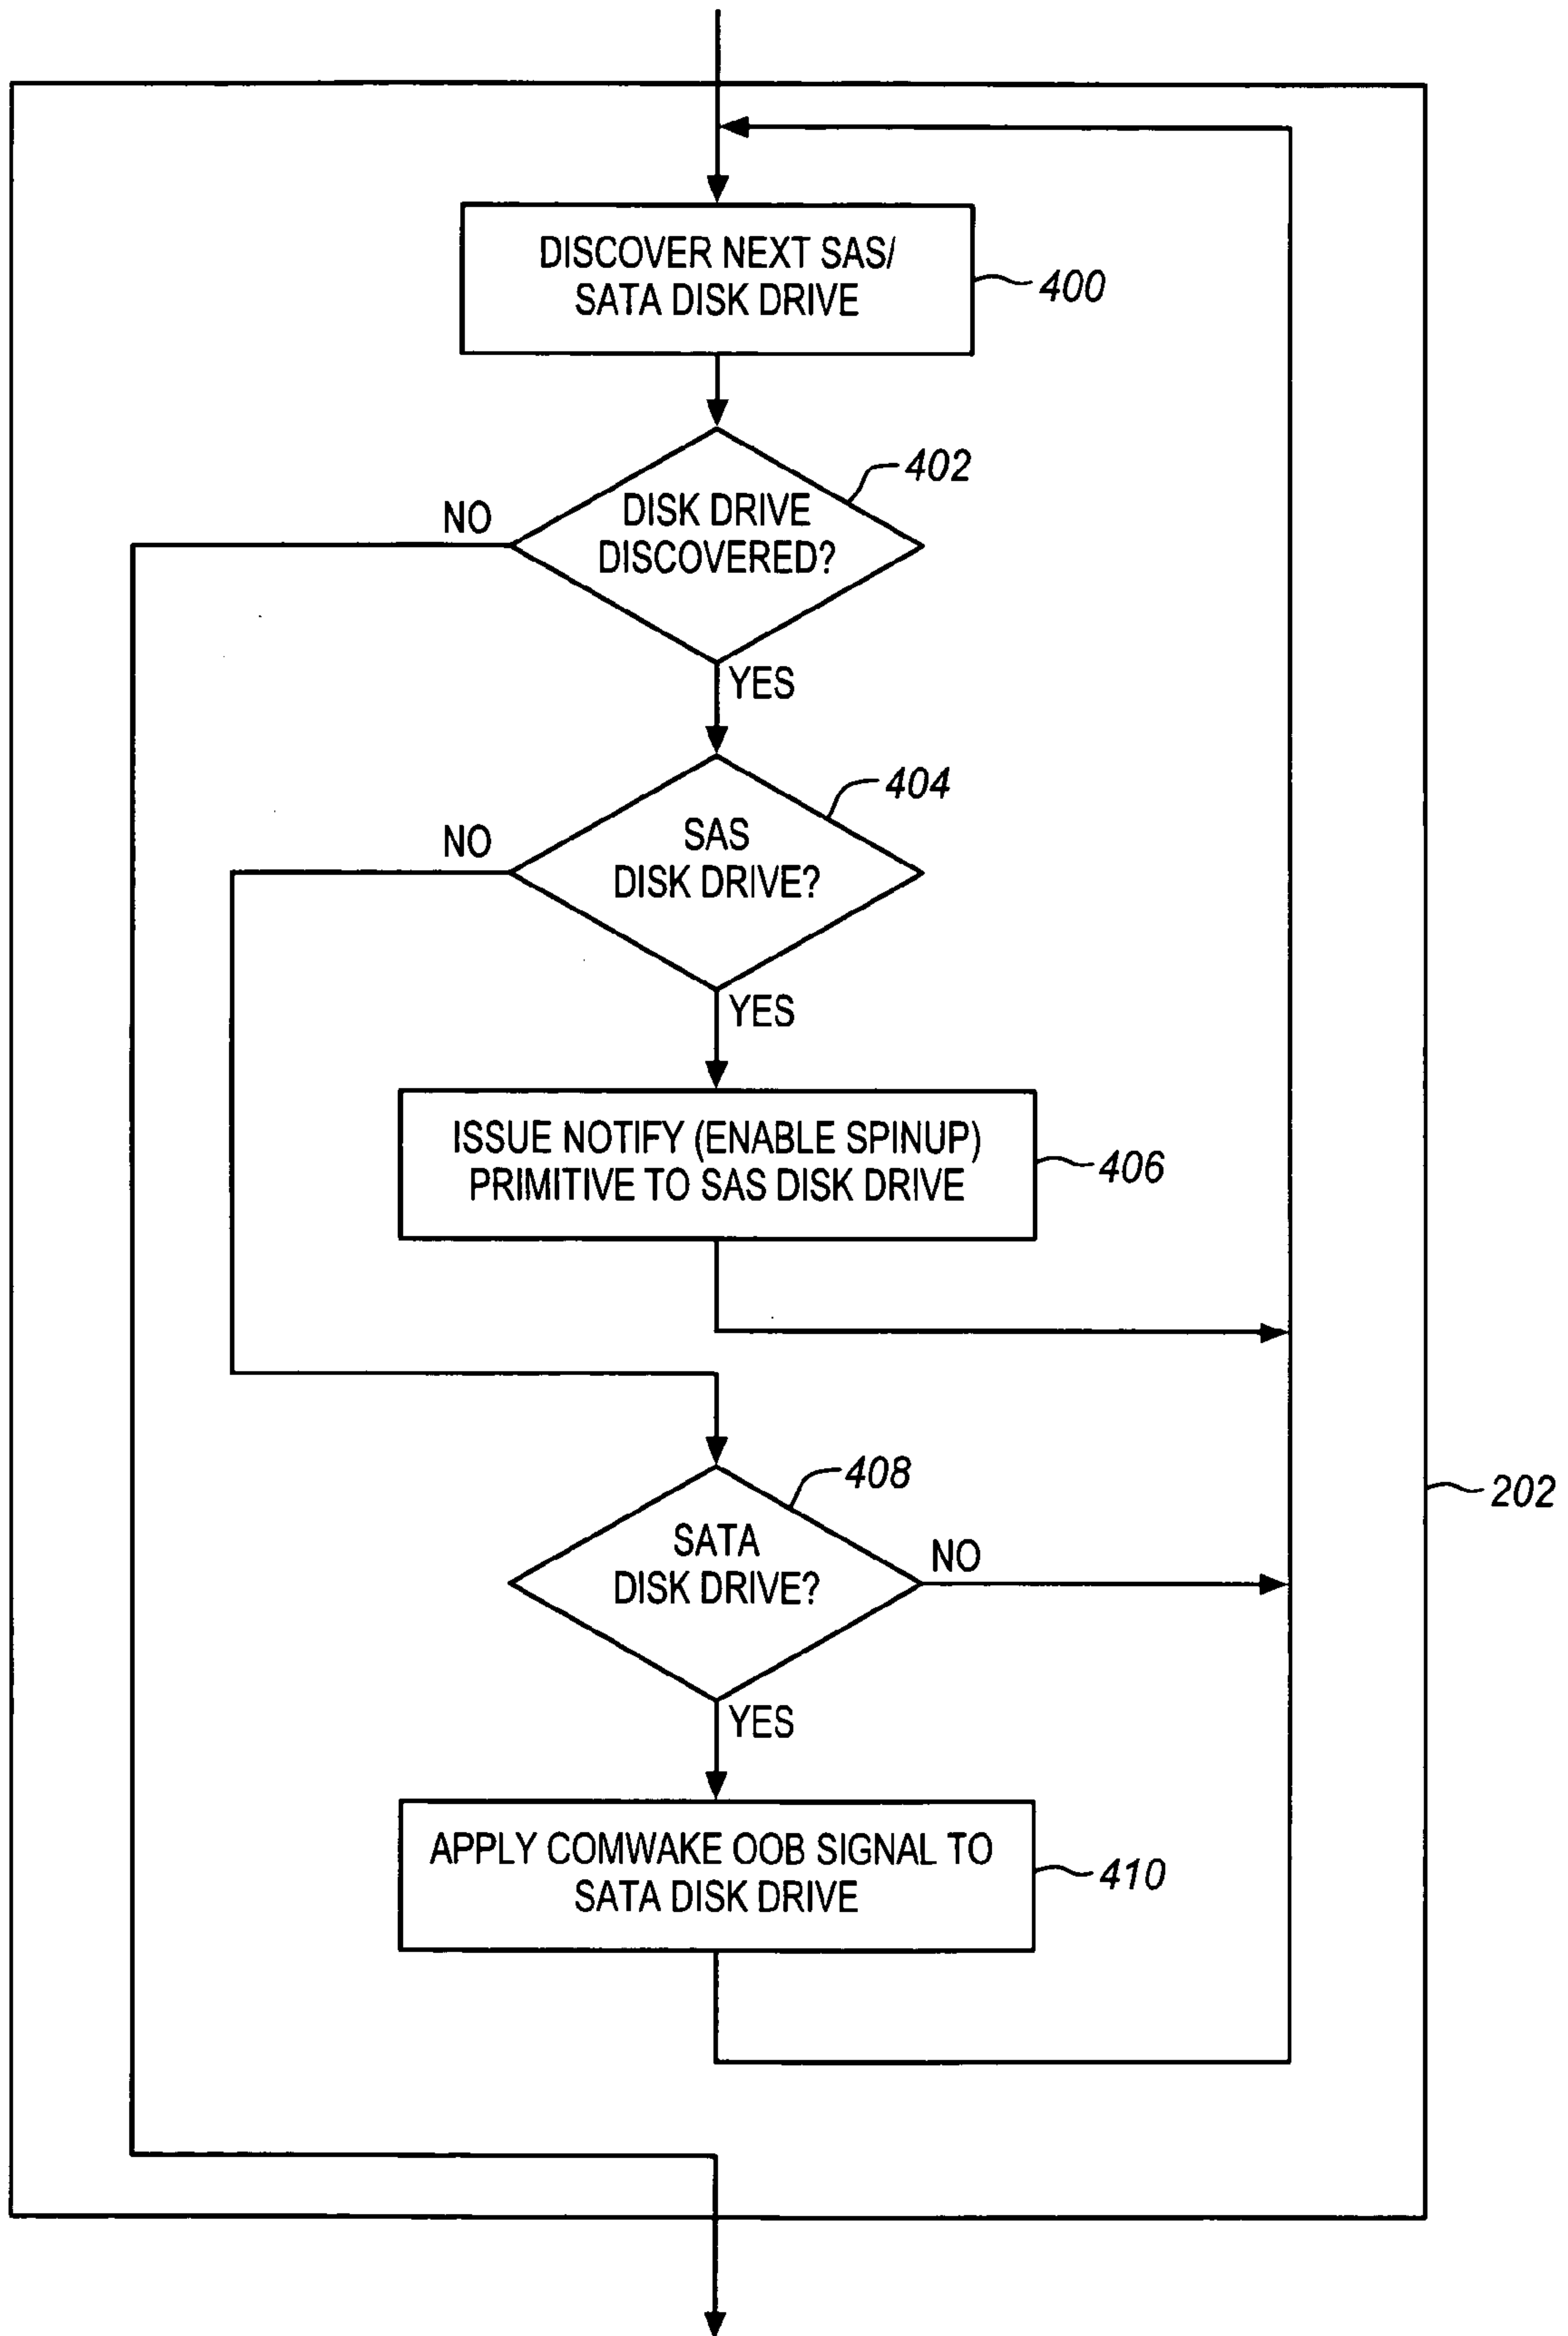 DISCOVER NEXT SAS/
SATA DISK DRIVE
400
402
DISK DRIVE
DISCOVERED?
NO
YES
404
SAS
DISK DRIVE?
NO
YES
ISSUE NOTIFY (ENABLE SPINUP)
PRIMITIVE TO SAS DISK DRIVE
406
408
SATA
DISK DRIVE?
NO
202
YES
APPLY COMWAKE OOB SIGNAL TO
SATA DISK DRIVE
410